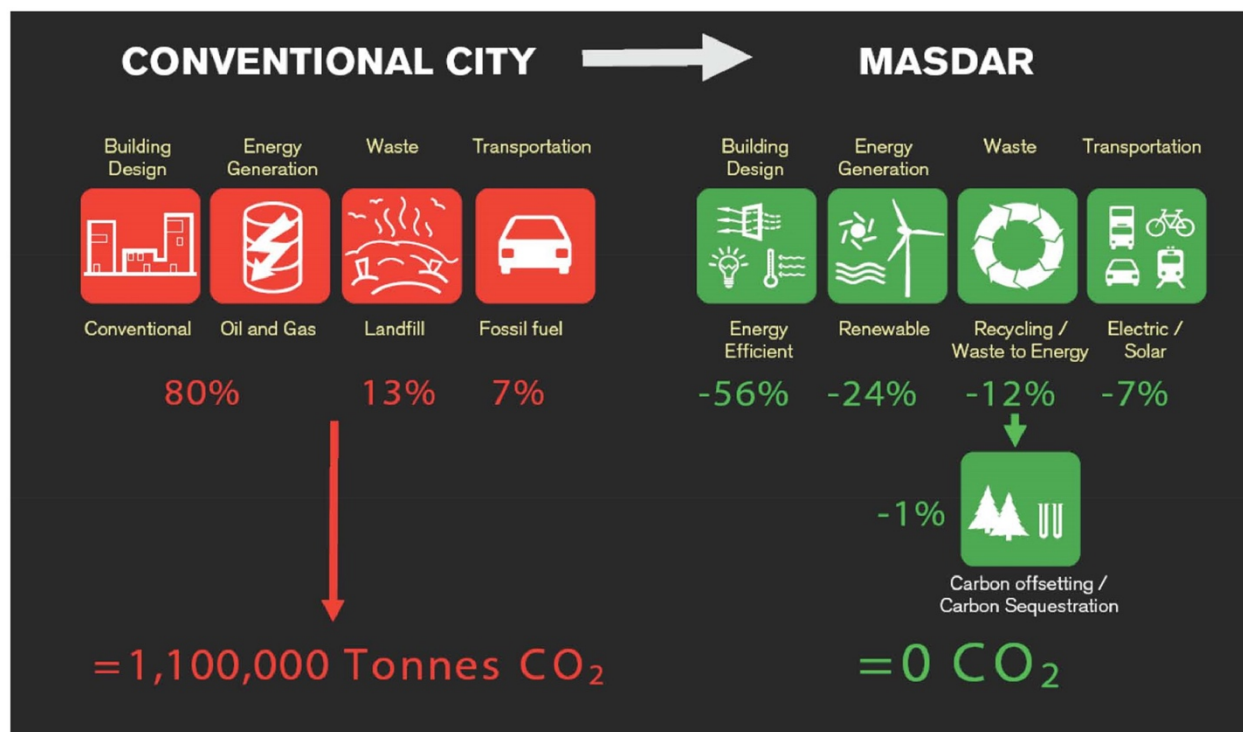 CONVENTIONAL CITY
MASDAR
Building
Design
Energy
Generation
Waste
Transportation
Building
Design
Energy
Generation
Waste
Transportation
Conventional
Oil and Gas
Landfill
Fossil fuel
Energy
Efficient
Renewable
Recycling /
Waste to Energy
Electric /
Solar
80%
13%
7%
-56%
-24%
-12%
-7%
-1%
Carbon offsetting /
Carbon Sequestration
=1,100,000 Tonnes CO₂
=0 CO₂